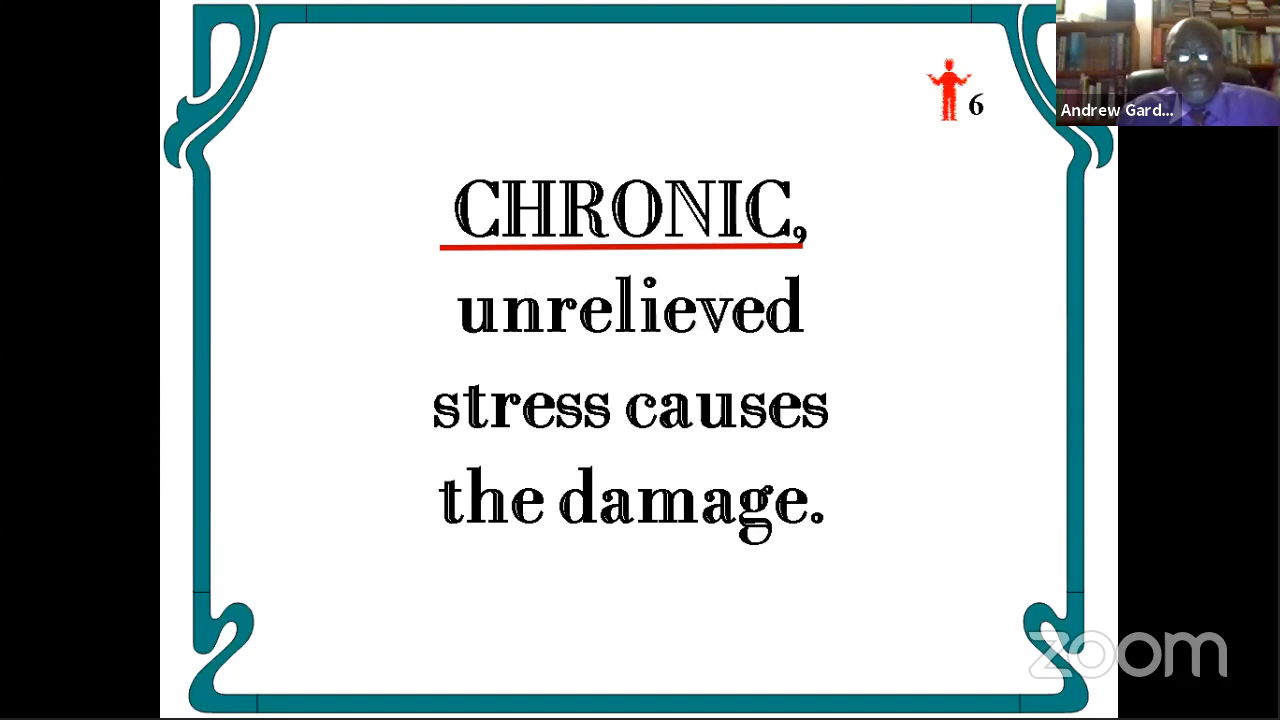 6
Andrew Gard...
CHRONIC,
unrelieved
stress causes
the damage.
zoom